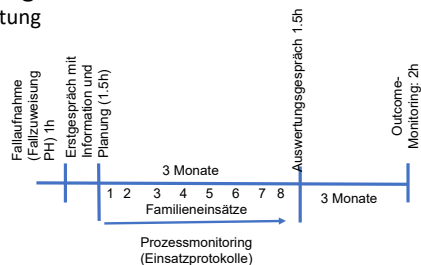 tung
Fallaufnahme
(Fallzuweisung
PH) 1h
Erstgespräch mit
Information und
Planung (1.5h)
Auswertungsgespräch 1.5h
Outcome-
Monitoring: 2h
3 Monate
1 2 3 4 5 6 7 8
3 Monate
Familieneinsätze
Prozessmonitoring
(Einsatzprotokolle)